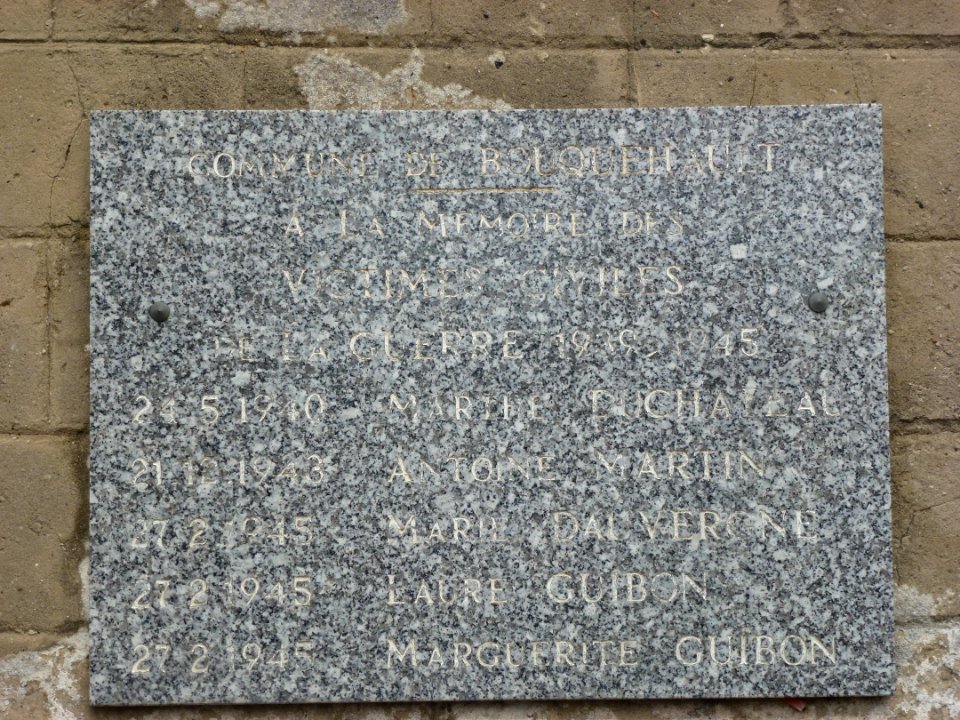 COMMUNE DE BOUQUEHAULT
À LA MEMOIRE DES
VICTIMES CIVILES
DE LA GUERRE 1939-1945
24 5 1940 MARTHE DUCHATEAU
21 12 1943 ANTOINE MARTIN
27 2 1945 MARIE DAUVERGNE
27 2 1945 LAURE GUIBON
27 2 1945 MARGUERITE GUIBON